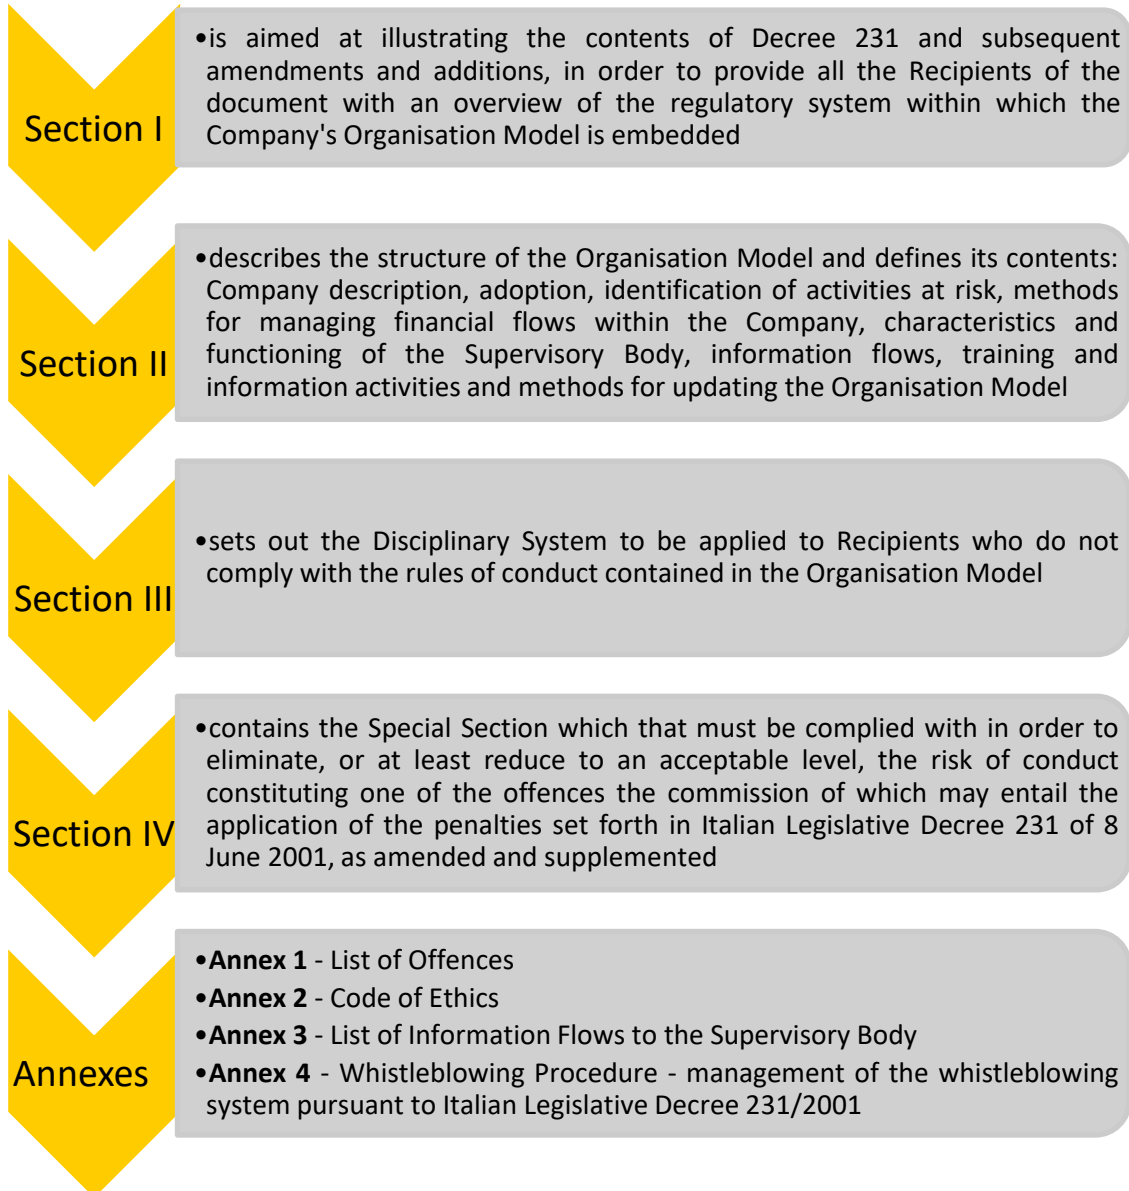 Section I
•is aimed at illustrating the contents of Decree 231 and subsequent
amendments and additions, in order to provide all the Recipients of the
document with an overview of the regulatory system within which the
Company's Organisation Model is embedded
Section II
•describes the structure of the Organisation Model and defines its contents:
Company description, adoption, identification of activities at risk, methods
for managing financial flows within the Company, characteristics and
functioning of the Supervisory Body, information flows, training and
information activities and methods for updating the Organisation Model
Section III
•sets out the Disciplinary System to be applied to Recipients who do not
comply with the rules of conduct contained in the Organisation Model
Section IV
•contains the Special Section which that must be complied with in order to
eliminate, or at least reduce to an acceptable level, the risk of conduct
constituting one of the offences the commission of which may entail the
application of the penalties set forth in Italian Legislative Decree 231 of 8
June 2001, as amended and supplemented
Annexes
•Annex 1 - List of Offences
•Annex 2 - Code of Ethics
•Annex 3 - List of Information Flows to the Supervisory Body
•Annex 4 - Whistleblowing Procedure - management of the whistleblowing
system pursuant to Italian Legislative Decree 231/2001